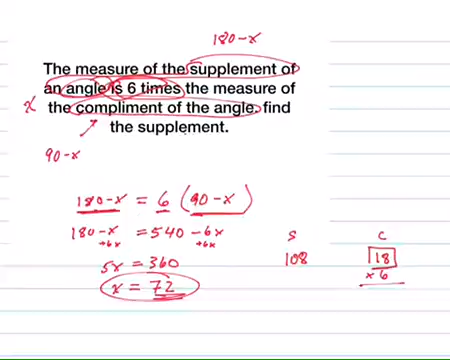 180-x
The measure of the supplement of
an angle is 6 times the measure of
x the compliment of the angle. find
the supplement.
90-x
180-x = 6 (90-x)
180-x = 540-6x
+6x +6x
5x = 360
x = 72
S C
108 18
x 6